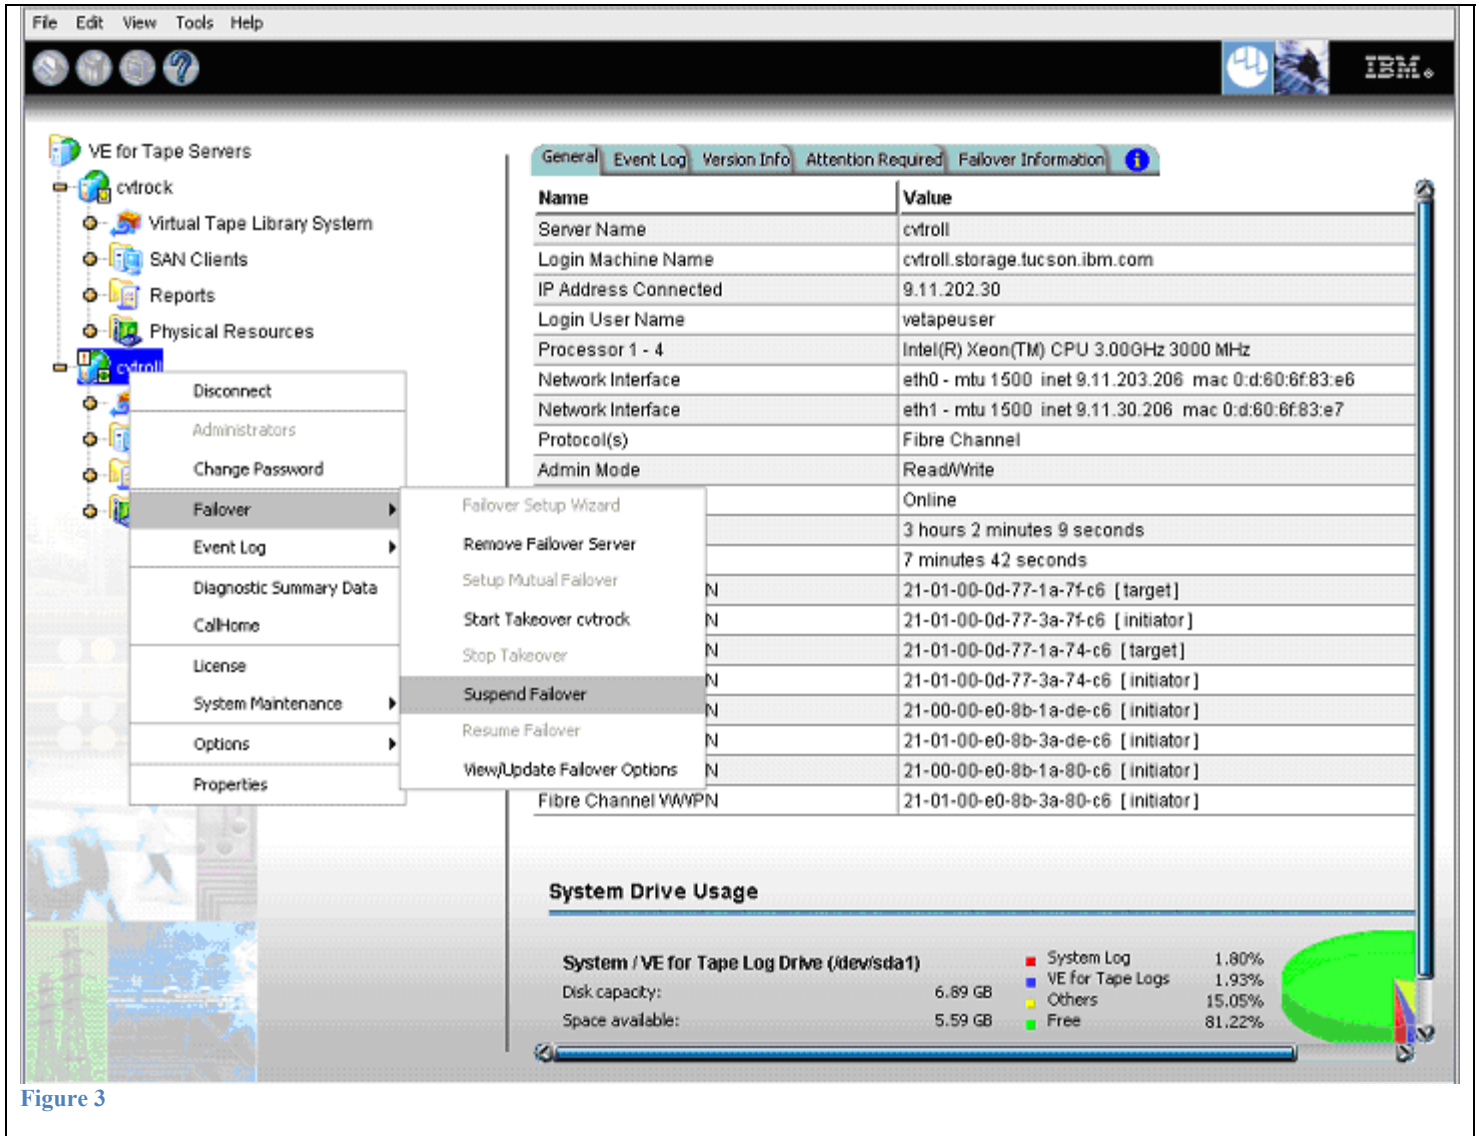 File Edit View Tools Help
IBM
VE for Tape Servers
cvtrock
Virtual Tape Library System
SAN Clients
Reports
Physical Resources
cvtroll
Disconnect
Administrators
Change Password
Failover
Event Log
Diagnostic Summary Data
CallHome
License
System Maintenance
Options
Properties
Failover Setup Wizard
Remove Failover Server
Setup Mutual Failover
Start Takeover cvtrock
Stop Takeover
Suspend Failover
Resume Failover
View/Update Failover Options
General Event Log Version Info Attention Required Failover Information
Name Value
Server Name cvtroll
Login Machine Name cvtroll.storage.tucson.ibm.com
IP Address Connected 9.11.202.30
Login User Name vetapeuser
Processor 1 - 4 Intel(R) Xeon(TM) CPU 3.00GHz 3000 MHz
Network Interface eth0 - mtu 1500 inet 9.11.203.206 mac 0:d:60:6f:83:e6
Network Interface eth1 - mtu 1500 inet 9.11.30.206 mac 0:d:60:6f:83:e7
Protocol(s) Fibre Channel
Admin Mode Read/Write
Online
3 hours 2 minutes 9 seconds
7 minutes 42 seconds
N 21-01-00-0d-77-1a-7f-c6 [target]
N 21-01-00-0d-77-3a-7f-c6 [initiator]
N 21-01-00-0d-77-1a-74-c6 [target]
N 21-01-00-0d-77-3a-74-c6 [initiator]
N 21-00-00-e0-8b-1a-de-c6 [initiator]
N 21-01-00-e0-8b-3a-de-c6 [initiator]
N 21-00-00-e0-8b-1a-80-c6 [initiator]
Fibre Channel WWPN 21-01-00-e0-8b-3a-80-c6 [initiator]
System Drive Usage
System / VE for Tape Log Drive (/dev/sda1)
Disk capacity: 6.89 GB
Space available: 5.59 GB
System Log 1.80%
VE for Tape Logs 1.93%
Others 15.05%
Free 81.22%
Figure 3